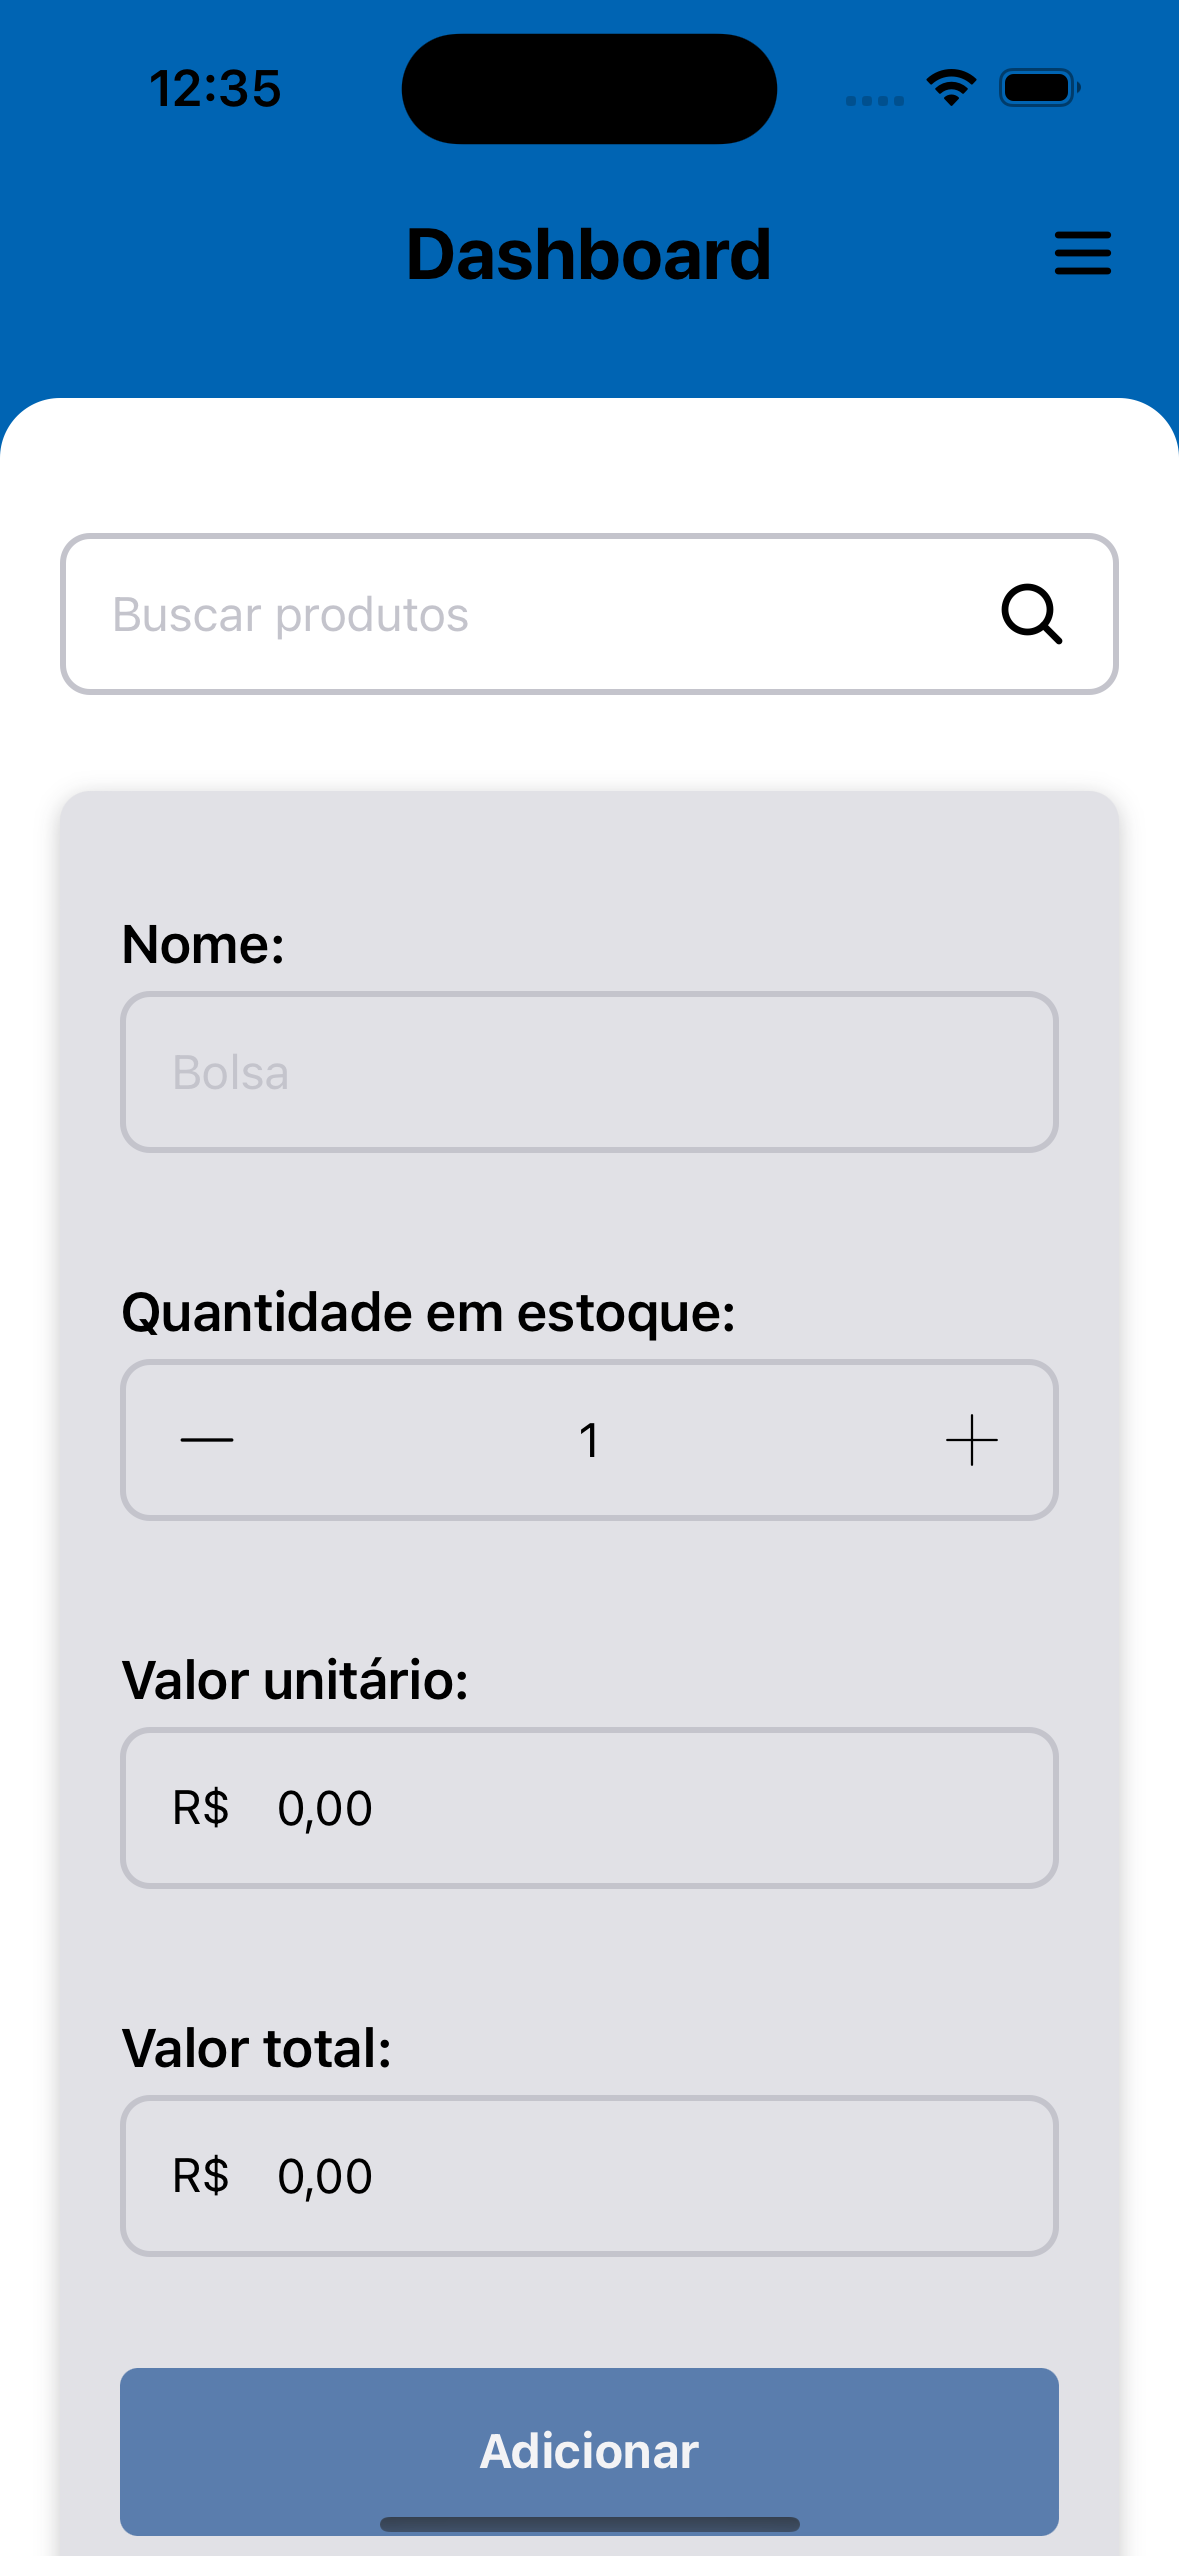 12:35
Dashboard
Buscar produtos
Nome:
Bolsa
Quantidade em estoque:
1
Valor unitário:
R$ 0,00
Valor total:
R$ 0,00
Adicionar